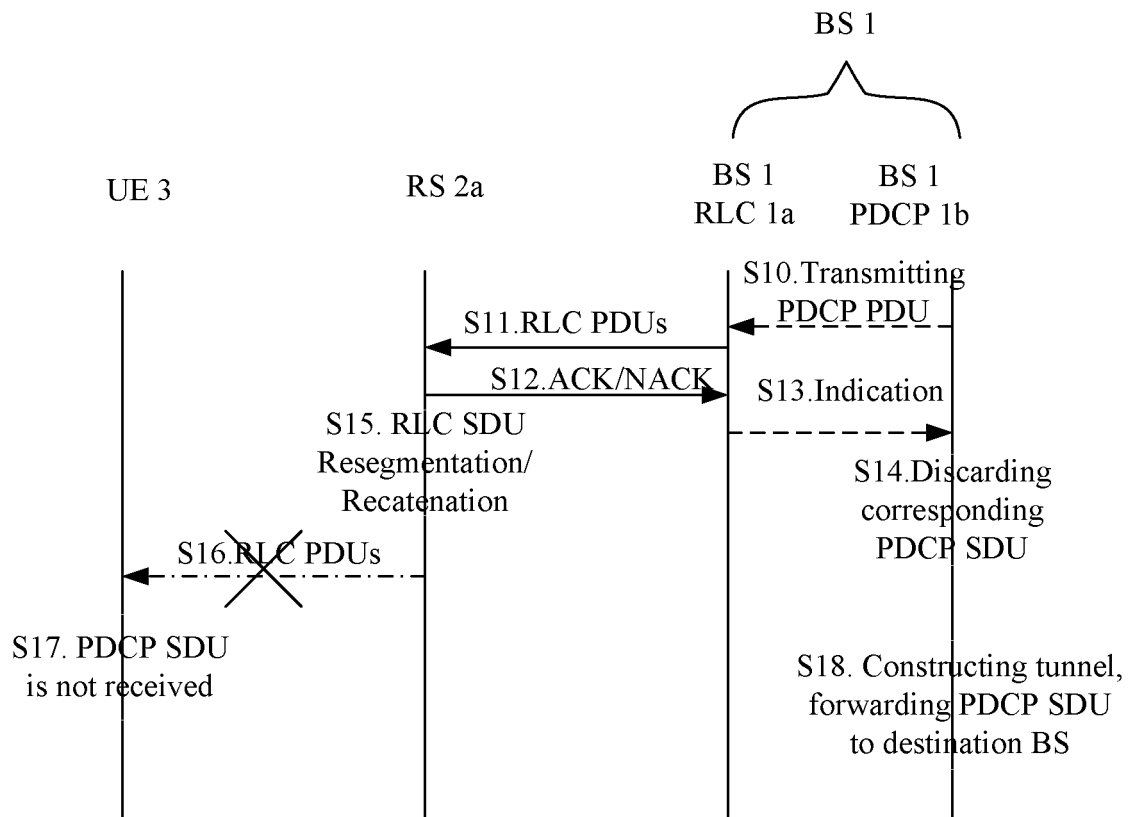 BS 1
UE 3
RS 2a
BS 1
RLC 1a
BS 1
PDCP 1b
S10.Transmitting
PDCP PDU
S11.RLC PDUs
S12.ACK/NACK
S13.Indication
S15. RLC SDU
Resegmentation/
Recatenation
S14.Discarding
corresponding
PDCP SDU
S16.RLC PDUs
S17. PDCP SDU
is not received
S18. Constructing tunnel,
forwarding PDCP SDU
to destination BS